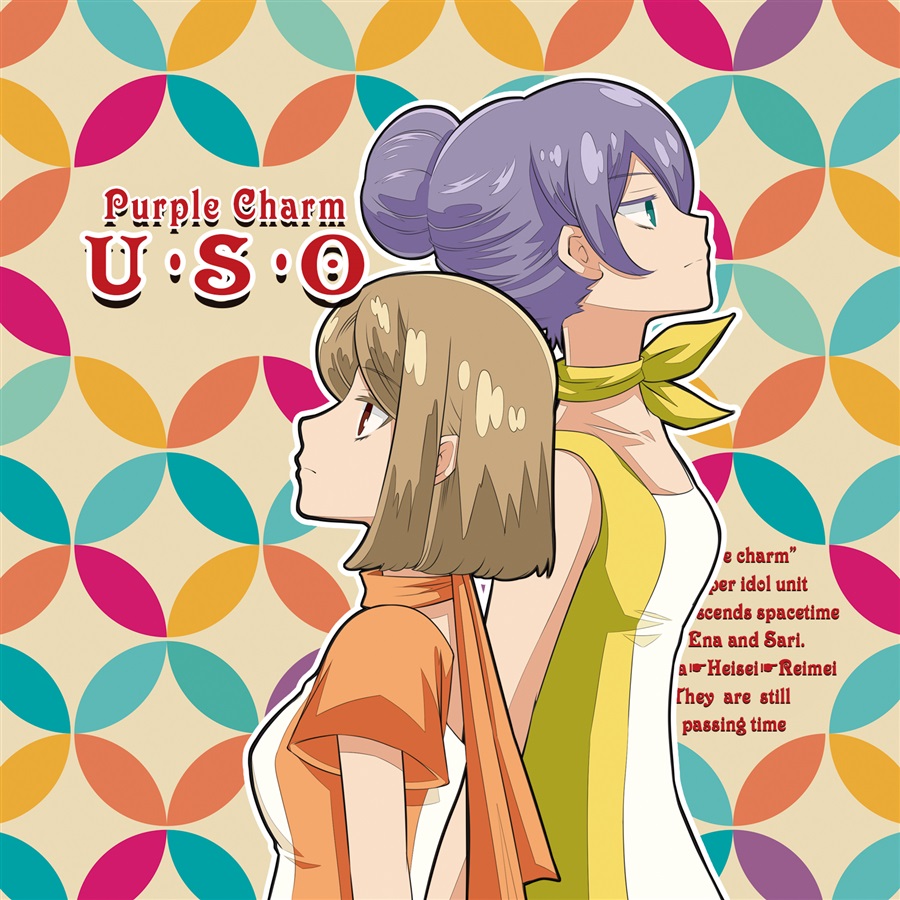 Purple Charm
U·S·O
e charm"
per idol unit
scends spacetime
Ena and Sari.
a☛Heisei☛Reimei
They are still
passing time